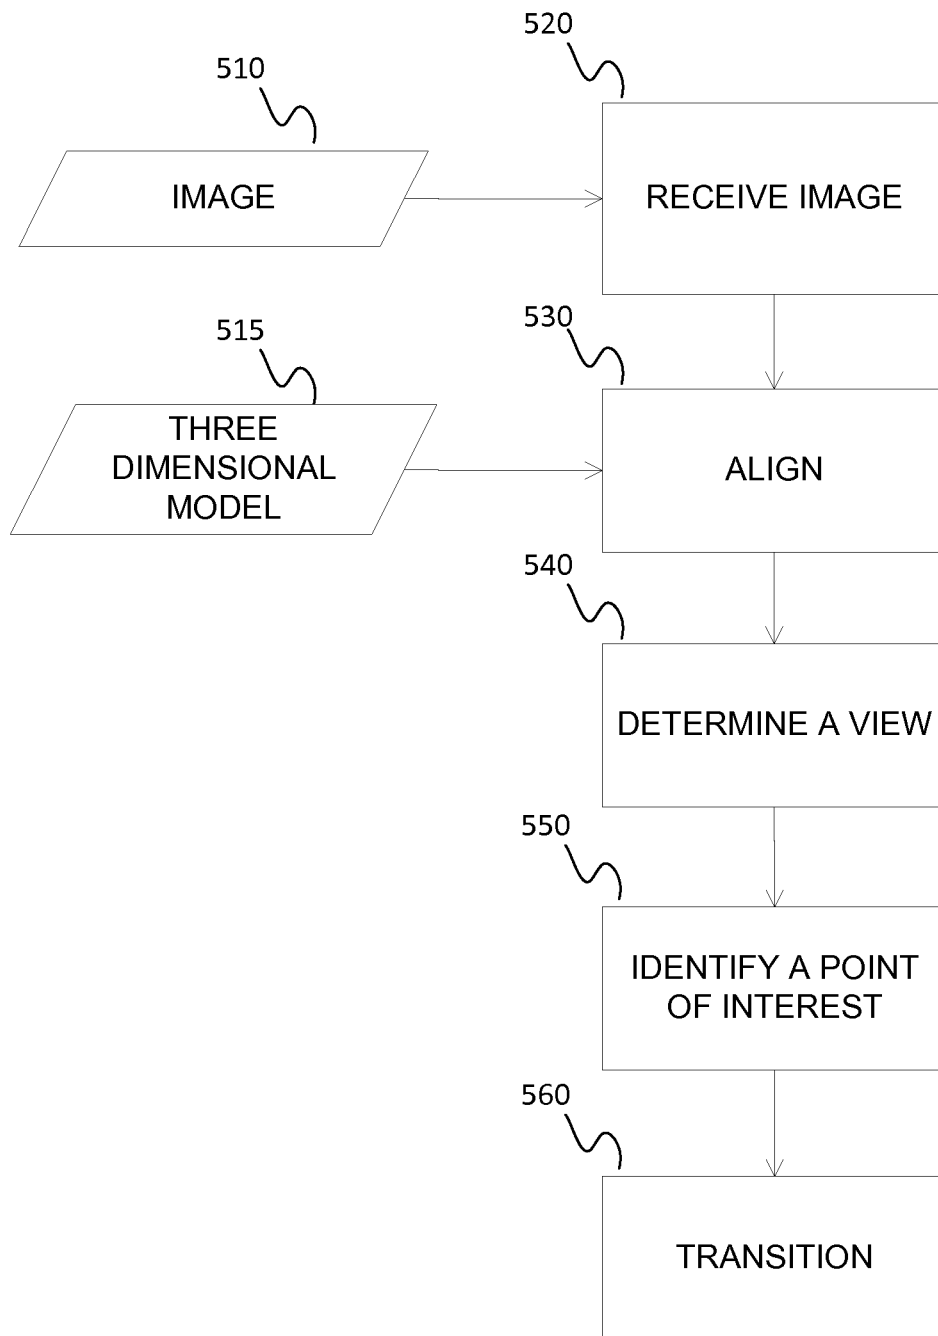 520
510
IMAGE
RECEIVE IMAGE
530
515
THREE
DIMENSIONAL
MODEL
ALIGN
540
DETERMINE A VIEW
550
IDENTIFY A POINT
OF INTEREST
560
TRANSITION